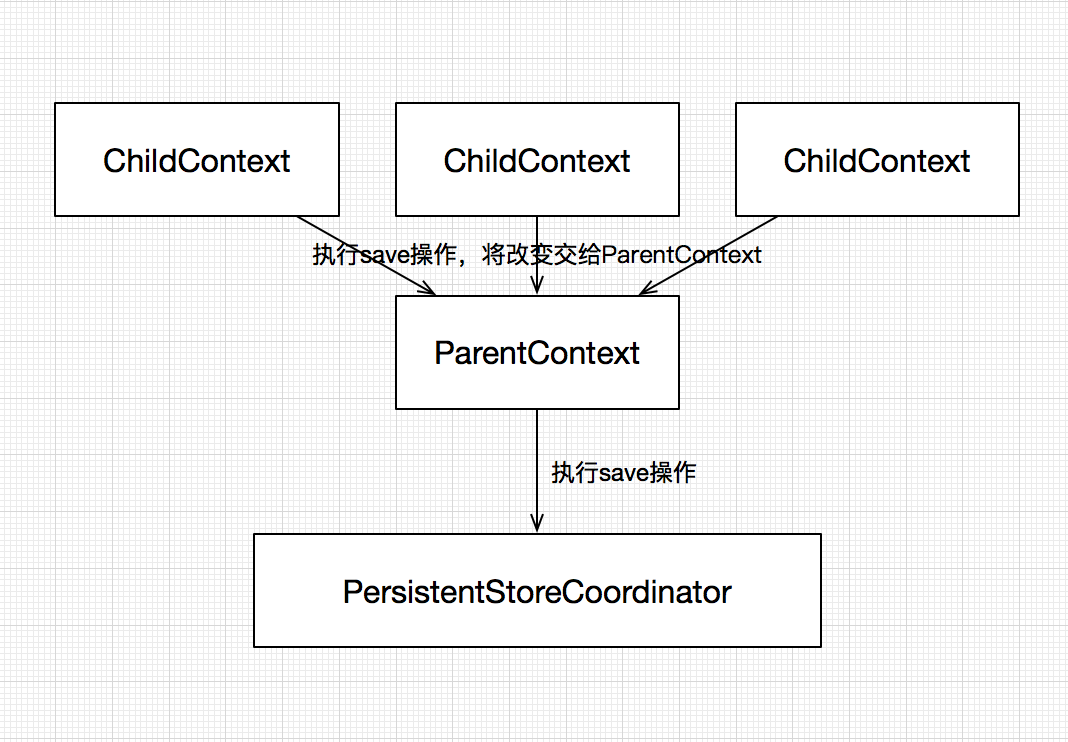 ChildContext
ChildContext
ChildContext
执行save操作，将改变交给ParentContext
ParentContext
执行save操作
PersistentStoreCoordinator